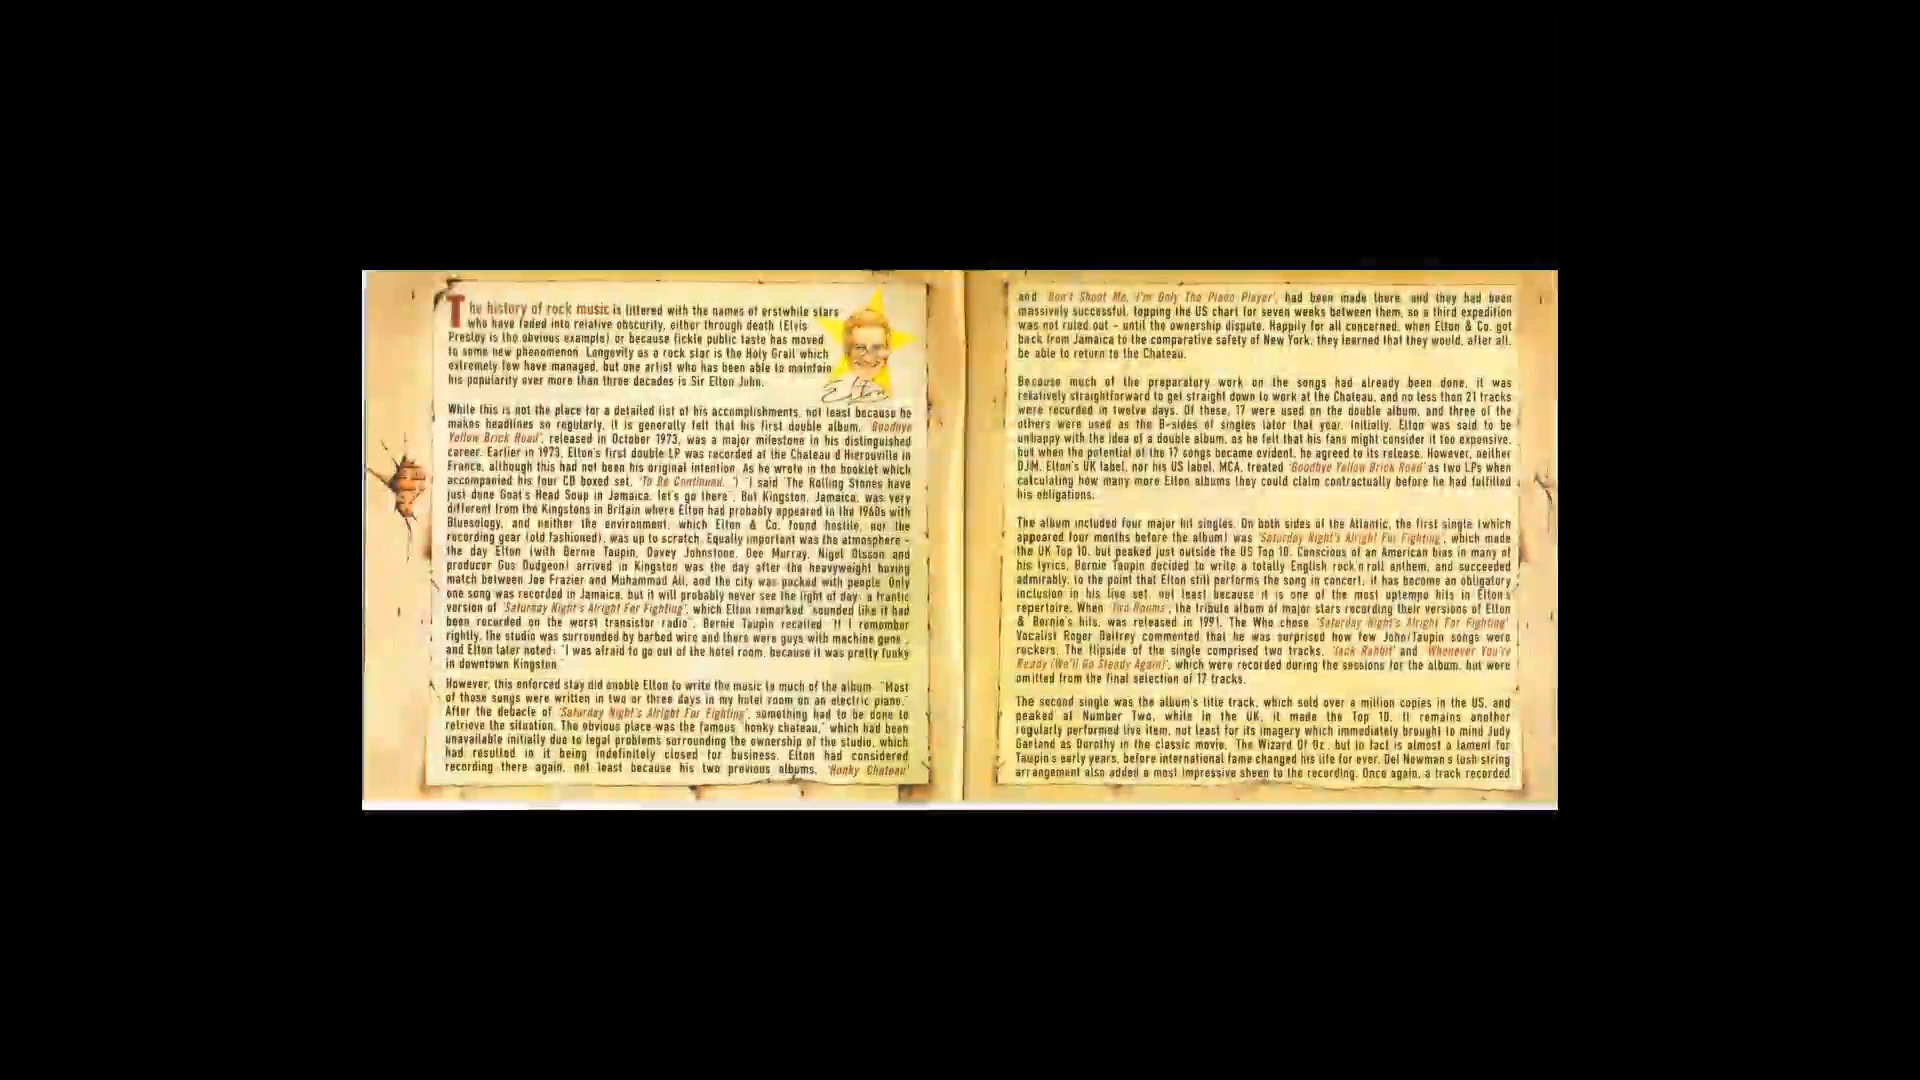 The history of rock music is littered with the names of erstwhile stars
who have faded into relative obscurity, either through death (Elvis
Presley is the obvious example) or because fickle public taste has moved
to some new phenomenon. Longevity as a rock star is the Holy Grail which
extremely few have managed, but one artist who has been able to maintain
his popularity over more than three decades is Sir Elton John.
Elton
While this is not the place for a detailed list of his accomplishments, not least because he
makes headlines so regularly, it is generally felt that his first double album, 'Goodbye
Yellow Brick Road', released in October 1973, was a major milestone in his distinguished
career. Earlier in 1973, Elton's first double LP was recorded at the Chateau d'Hierouville in
France, although this had not been his original intention. As he wrote in the booklet which
accompanied his four CD boxed set, 'To Be Continued...') "I said 'The Rolling Stones have
just done Goat's Head Soup in Jamaica, let's go there'". But Kingston, Jamaica, was very
different from the Kingstons in Britain where Elton had probably appeared in the 1960s with
Bluesology, and neither the environment, which Elton & Co. found hostile, nor the
recording gear (old fashioned), was up to scratch. Equally important was the atmosphere -
the day Elton (with Bernie Taupin, Davey Johnstone, Dee Murray, Nigel Olsson and
producer Gus Dudgeon) arrived in Kingston was the day after the heavyweight boxing
match between Joe Frazier and Muhammad Ali, and the city was packed with people. Only
one song was recorded in Jamaica, but it will probably never see the light of day: a frantic
version of 'Saturday Night's Alright For Fighting', which Elton remarked "sounded like it had
been recorded on the worst transistor radio". Bernie Taupin recalled "If I remember
rightly, the studio was surrounded by barbed wire and there were guys with machine guns",
and Elton later noted: "I was afraid to go out of the hotel room, because it was pretty funky
in downtown Kingston."
However, this enforced stay did enable Elton to write the music to much of the album: "Most
of those songs were written in two or three days in my hotel room on an electric piano."
After the debacle of 'Saturday Night's Alright For Fighting', something had to be done to
retrieve the situation. The obvious place was the famous "honky chateau," which had been
unavailable initially due to legal problems surrounding the ownership of the studio, which
had resulted in it being indefinitely closed for business. Elton had considered
recording there again, not least because his two previous albums, 'Honky Chateau'
and 'Don't Shoot Me, I'm Only The Piano Player', had been made there, and they had been
massively successful, topping the US chart for seven weeks between them, so a third expedition
was not ruled out - until the ownership dispute. Happily for all concerned, when Elton & Co. got
back from Jamaica to the comparative safety of New York, they learned that they would, after all,
be able to return to the Chateau.
Because much of the preparatory work on the songs had already been done, it was
relatively straightforward to get straight down to work at the Chateau, and no less than 21 tracks
were recorded in twelve days. Of these, 17 were used on the double album, and three of the
others were used as the B-sides of singles later that year. Initially, Elton was said to be
unhappy with the idea of a double album, as he felt that his fans might consider it too expensive,
but when the potential of the 17 songs became evident, he agreed to its release. However, neither
DJM, Elton's UK label, nor his US label, MCA, treated 'Goodbye Yellow Brick Road' as two LPs when
calculating how many more Elton albums they could claim contractually before he had fulfilled
his obligations.
The album included four major hit singles. On both sides of the Atlantic, the first single (which
appeared four months before the album) was 'Saturday Night's Alright For Fighting', which made
the UK Top 10, but peaked just outside the US Top 10. Conscious of an American bias in many of
his lyrics, Bernie Taupin decided to write a totally English rock'n'roll anthem, and succeeded
admirably, to the point that Elton still performs the song in concert, it has become an obligatory
inclusion in his live set, not least because it is one of the most uptempo hits in Elton's
repertoire. When 'Two Rooms', the tribute album of major stars recording their versions of Elton
& Bernie's hits, was released in 1991, The Who chose 'Saturday Night's Alright For Fighting'.
Vocalist Roger Daltrey commented that he was surprised how few John/Taupin songs were
rockers. The flipside of the single comprised two tracks, 'Jack Rabbit' and 'Whenever You're
Ready (We'll Go Steady Again)', which were recorded during the sessions for the album, but were
omitted from the final selection of 17 tracks.
The second single was the album's title track, which sold over a million copies in the US, and
peaked at Number Two, while in the UK, it made the Top 10. It remains another
regularly performed live item, not least for its imagery which immediately brought to mind Judy
Garland as Dorothy in the classic movie, 'The Wizard Of Oz', but in fact is almost a lament for
Taupin's early years, before international fame changed his life for ever. Del Newman's lush string
arrangement also added a most impressive sheen to the recording. Once again, a track recorded